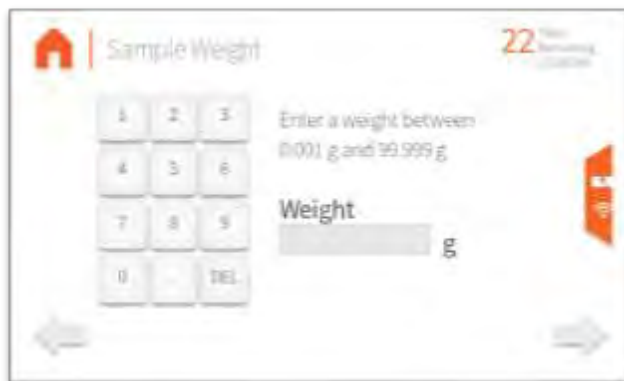 Sample Weight
22
Remaining
1 2 3
4 5 6
7 8 9
0 . DEL
Enter a weight between
0.001 g and 99.999 g
Weight
g